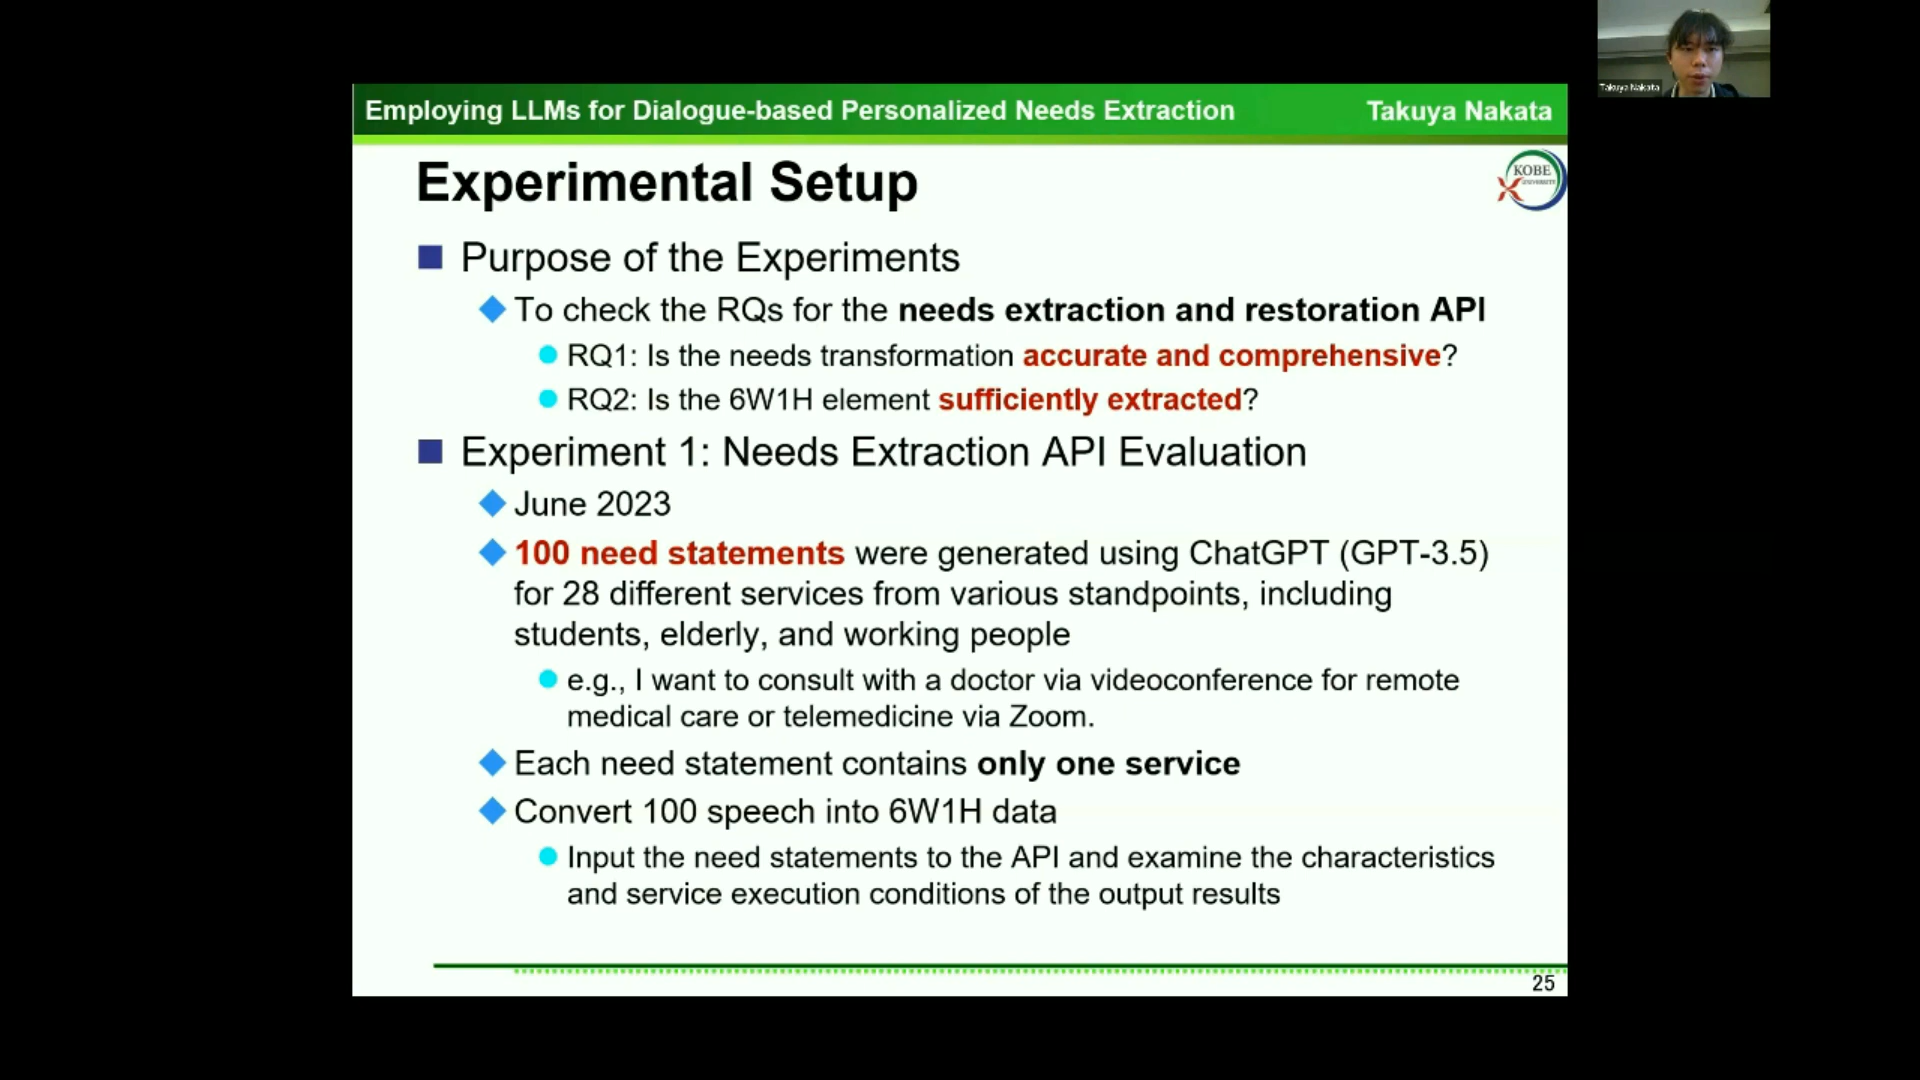 Employing LLMs for Dialogue-based Personalized Needs Extraction
Takuya Nakata
Takuya Nakata
Experimental Setup
KOBE
UNIVERSITY
Purpose of the Experiments
To check the RQs for the needs extraction and restoration API
RQ1: Is the needs transformation accurate and comprehensive?
RQ2: Is the 6W1H element sufficiently extracted?
Experiment 1: Needs Extraction API Evaluation
June 2023
100 need statements were generated using ChatGPT (GPT-3.5)
for 28 different services from various standpoints, including
students, elderly, and working people
e.g., I want to consult with a doctor via videoconference for remote
medical care or telemedicine via Zoom.
Each need statement contains only one service
Convert 100 speech into 6W1H data
Input the need statements to the API and examine the characteristics
and service execution conditions of the output results
25